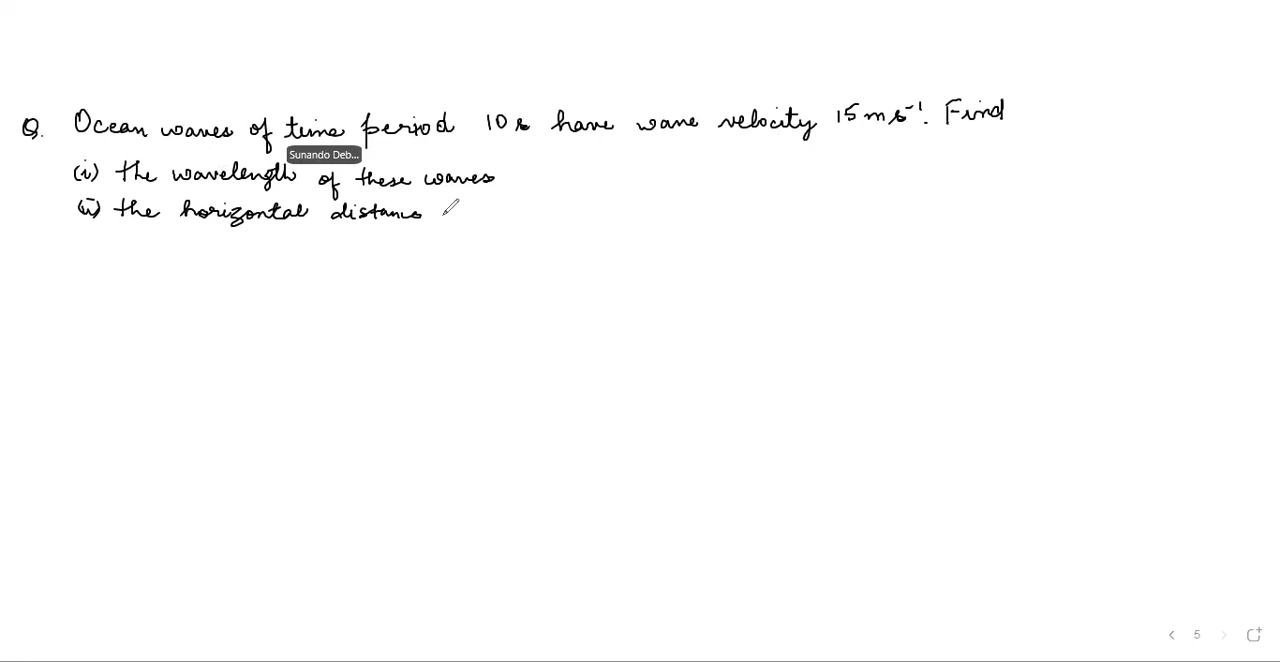 Q. Ocean waves of time period 10s have wave velocity 15 ms⁻¹. Find
Sunando Deb...
(i) the wavelength of these waves
(ii) the horizontal distance
5